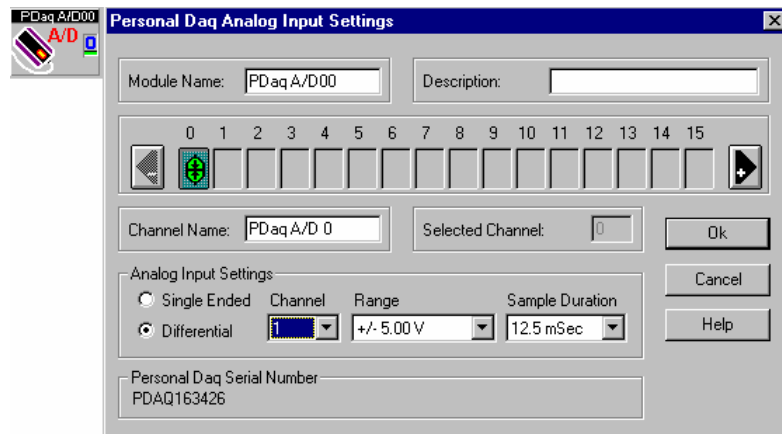 PDaq A/D00
A/D
0
Personal Daq Analog Input Settings
Module Name: PDaq A/D00 Description:
0 1 2 3 4 5 6 7 8 9 10 11 12 13 14 15
Channel Name: PDaq A/D 0 Selected Channel: 0 Ok
Analog Input Settings Cancel
Single Ended Channel Range Sample Duration
Differential 1 +/- 5.00 V 12.5 mSec Help
Personal Daq Serial Number
PDAQ163426